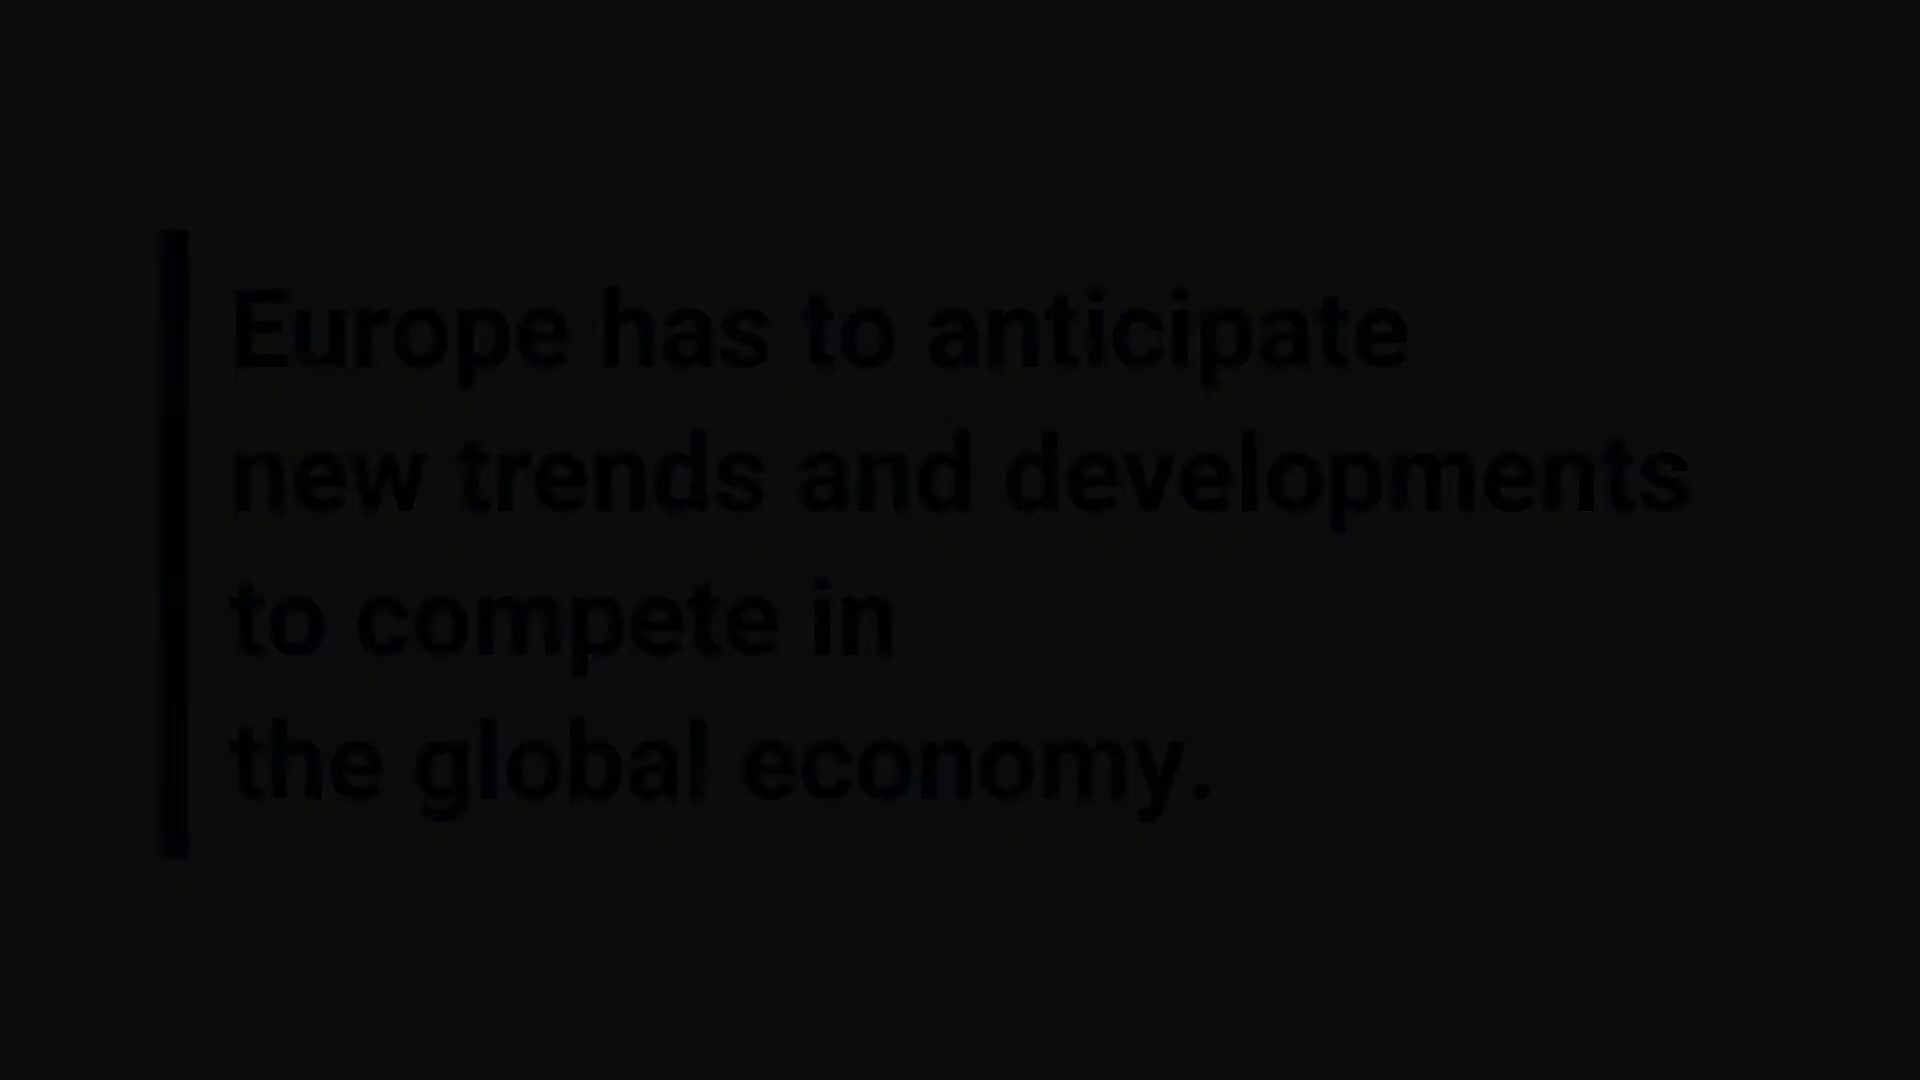 Europe has to anticipate
new trends and developments
to compete in
the global economy.